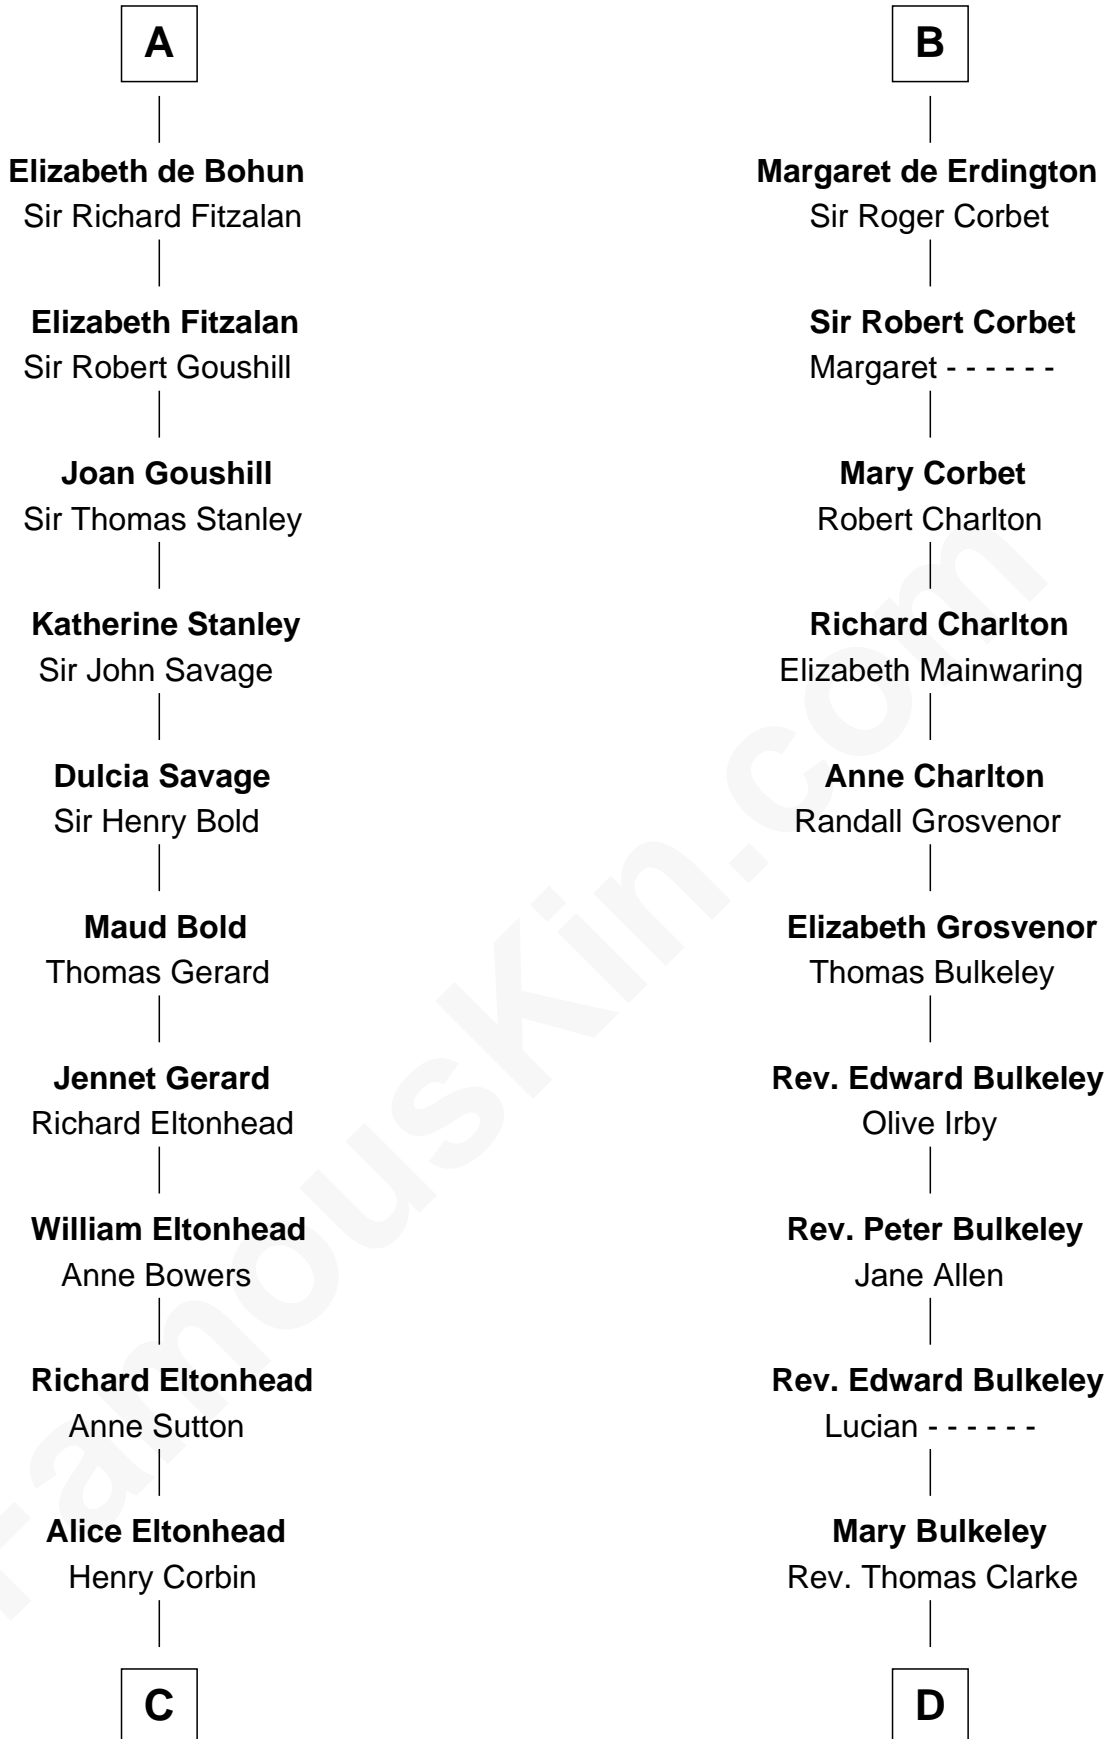 A
Elizabeth de Bohun
Sir Richard Fitzalan
Elizabeth Fitzalan
Sir Robert Goushill
Joan Goushill
Sir Thomas Stanley
Katherine Stanley
Sir John Savage
Dulcia Savage
Sir Henry Bold
Maud Bold
Thomas Gerard
Jennet Gerard
Richard Eltonhead
William Eltonhead
Anne Bowers
Richard Eltonhead
Anne Sutton
Alice Eltonhead
Henry Corbin
C
B
Margaret de Erdington
Sir Roger Corbet
Sir Robert Corbet
Margaret - - - - - -
Mary Corbet
Robert Charlton
Richard Charlton
Elizabeth Mainwaring
Anne Charlton
Randall Grosvenor
Elizabeth Grosvenor
Thomas Bulkeley
Rev. Edward Bulkeley
Olive Irby
Rev. Peter Bulkeley
Jane Allen
Rev. Edward Bulkeley
Lucian - - - - - -
Mary Bulkeley
Rev. Thomas Clarke
D
FamousKin.com